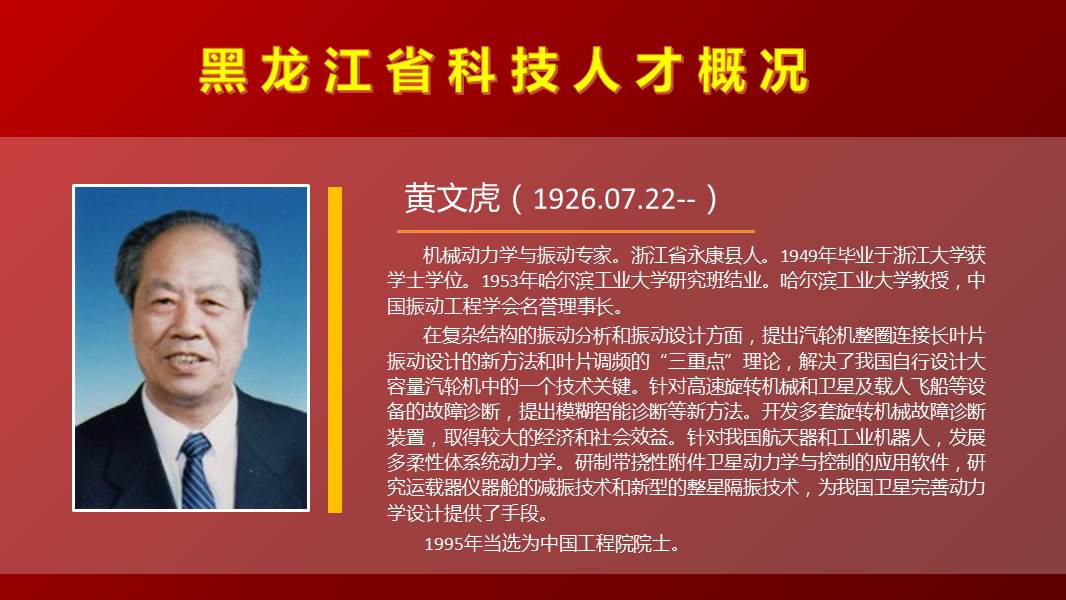 黑龙江省科技人才概况
黄文虎（1926.07.22--）
机械动力学与振动专家。浙江省永康县人。1949年毕业于浙江大学获
学士学位。1953年哈尔滨工业大学研究班结业。哈尔滨工业大学教授，中
国振动工程学会名誉理事长。
在复杂结构的振动分析和振动设计方面，提出汽轮机整圈连接长叶片
振动设计的新方法和叶片调频的“三重点”理论，解决了我国自行设计大
容量汽轮机中的一个技术关键。针对高速旋转机械和卫星及载人飞船等设
备的故障诊断，提出模糊智能诊断等新方法。开发多套旋转机械故障诊断
装置，取得较大的经济和社会效益。针对我国航天器和工业机器人，发展
多柔性体系统动力学。研制带挠性附件卫星动力学与控制的应用软件，研
究运载器仪器舱的减振技术和新型的整星隔振技术，为我国卫星完善动力
学设计提供了手段。
1995年当选为中国工程院院士。